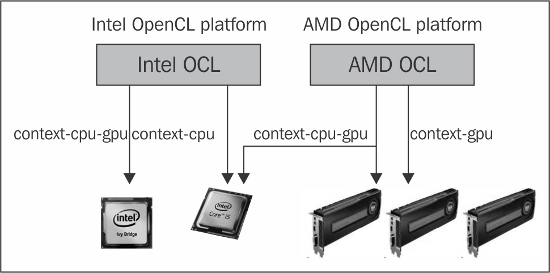 Intel OpenCL platform AMD OpenCL platform
Intel OCL AMD OCL
context-cpu-gpu context-cpu context-cpu-gpu context-gpu
intel
Ivy Bridge
intel
Core™ i5